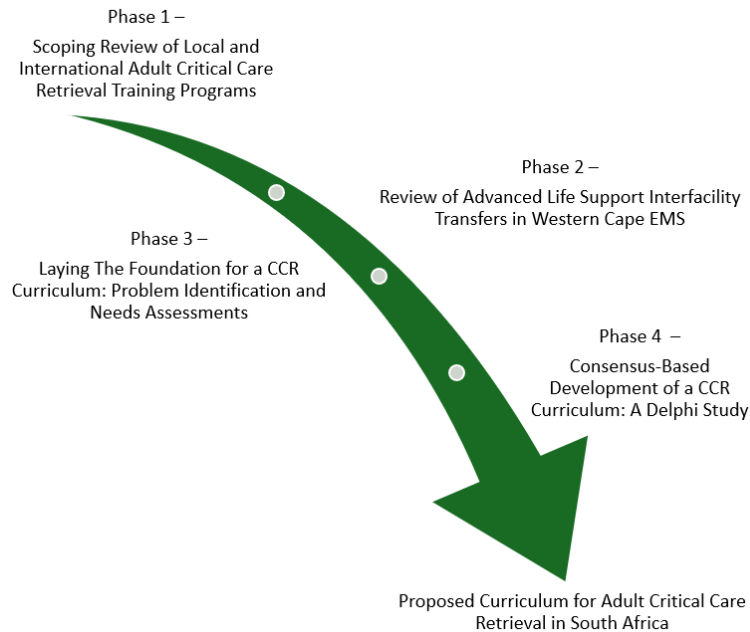 Phase 1 –
Scoping Review of Local and
International Adult Critical Care
Retrieval Training Programs
Phase 2 –
Review of Advanced Life Support Interfacility
Transfers in Western Cape EMS
Phase 3 –
Laying The Foundation for a CCR
Curriculum: Problem Identification and
Needs Assessments
Phase 4 –
Consensus-Based
Development of a CCR
Curriculum: A Delphi Study
Proposed Curriculum for Adult Critical Care
Retrieval in South Africa